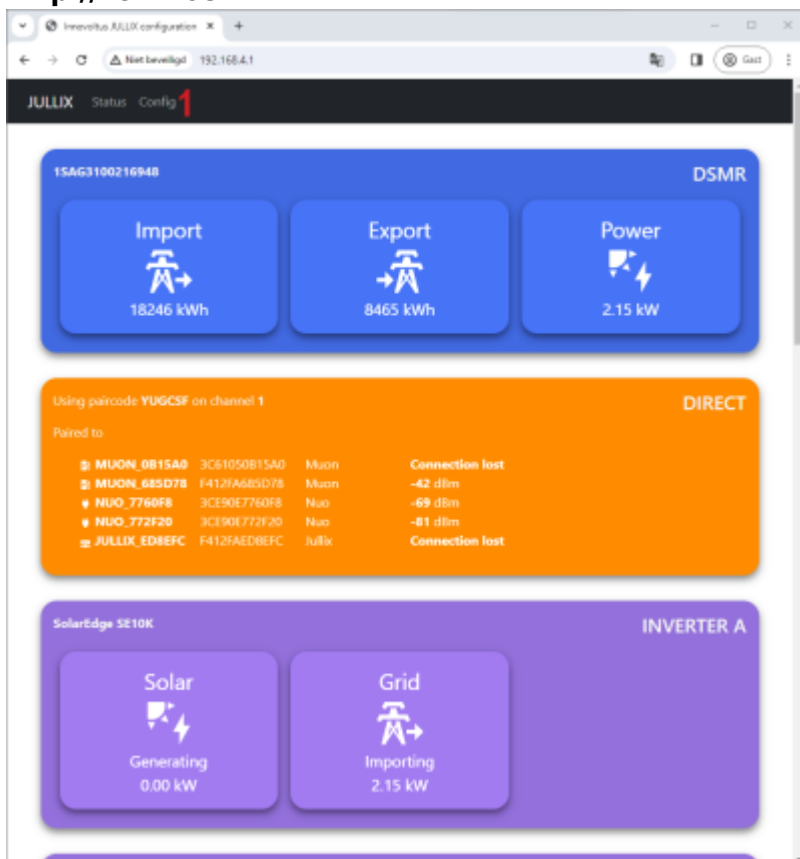 Innevoltus JULLIX configuration
Niet beveiligd 192.168.4.1
Gast
JULLIX Status Config 1
1SAG3100216948 DSMR
Import Export Power
18246 kWh 8465 kWh 2.15 kW
Using paircode YUGCSF on channel 1 DIRECT
Paired to
MUON_0B15A0 3C61050B15A0 Muon Connection lost
MUON_685D78 F412FA685D78 Muon -42 dBm
NUO_7760F8 3CE90E7760F8 Nuo -69 dBm
NUO_772F20 3CE90E772F20 Nuo -81 dBm
JULLIX_ED8EFC F412FAED8EFC Jullix Connection lost
SolarEdge SE10K INVERTER A
Solar Grid
Generating Importing
0.00 kW 2.15 kW